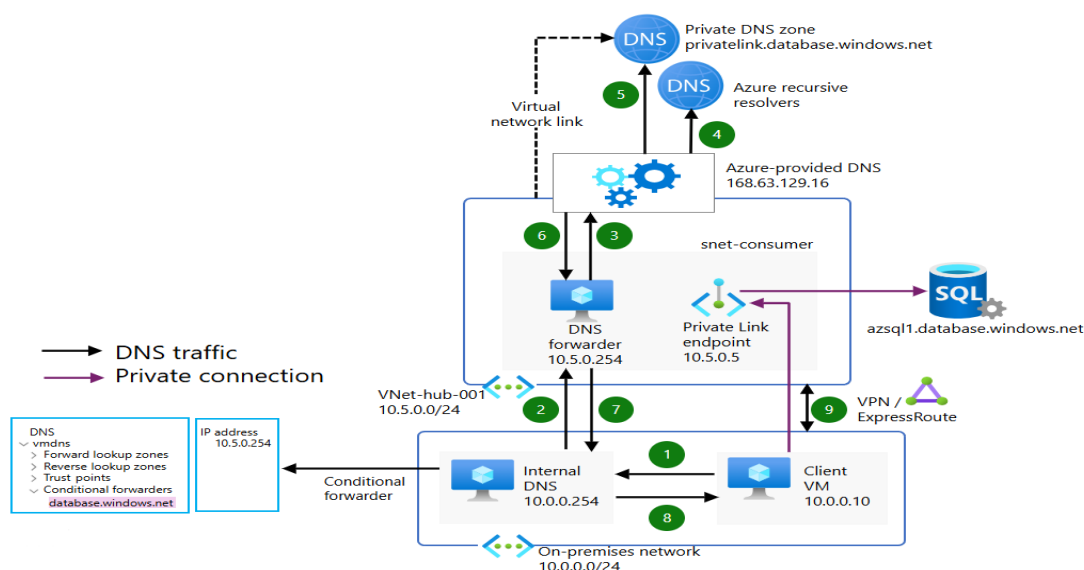 Private DNS zone
privatelink.database.windows.net
DNS
DNS
Azure recursive
resolvers
5
4
Virtual
network link
Azure-provided DNS
168.63.129.16
6
3
snet-consumer
SQL
azsql1.database.windows.net
DNS
forwarder
10.5.0.254
Private Link
endpoint
10.5.0.5
DNS traffic
Private connection
VNet-hub-001
10.5.0.0/24
2
7
9
VPN /
ExpressRoute
DNS
vmdns
Forward lookup zones
Reverse lookup zones
Trust points
Conditional forwarders
database.windows.net
IP address
10.5.0.254
Conditional
forwarder
Internal
DNS
10.0.0.254
1
8
Client
VM
10.0.0.10
On-premises network
10.0.0.0/24